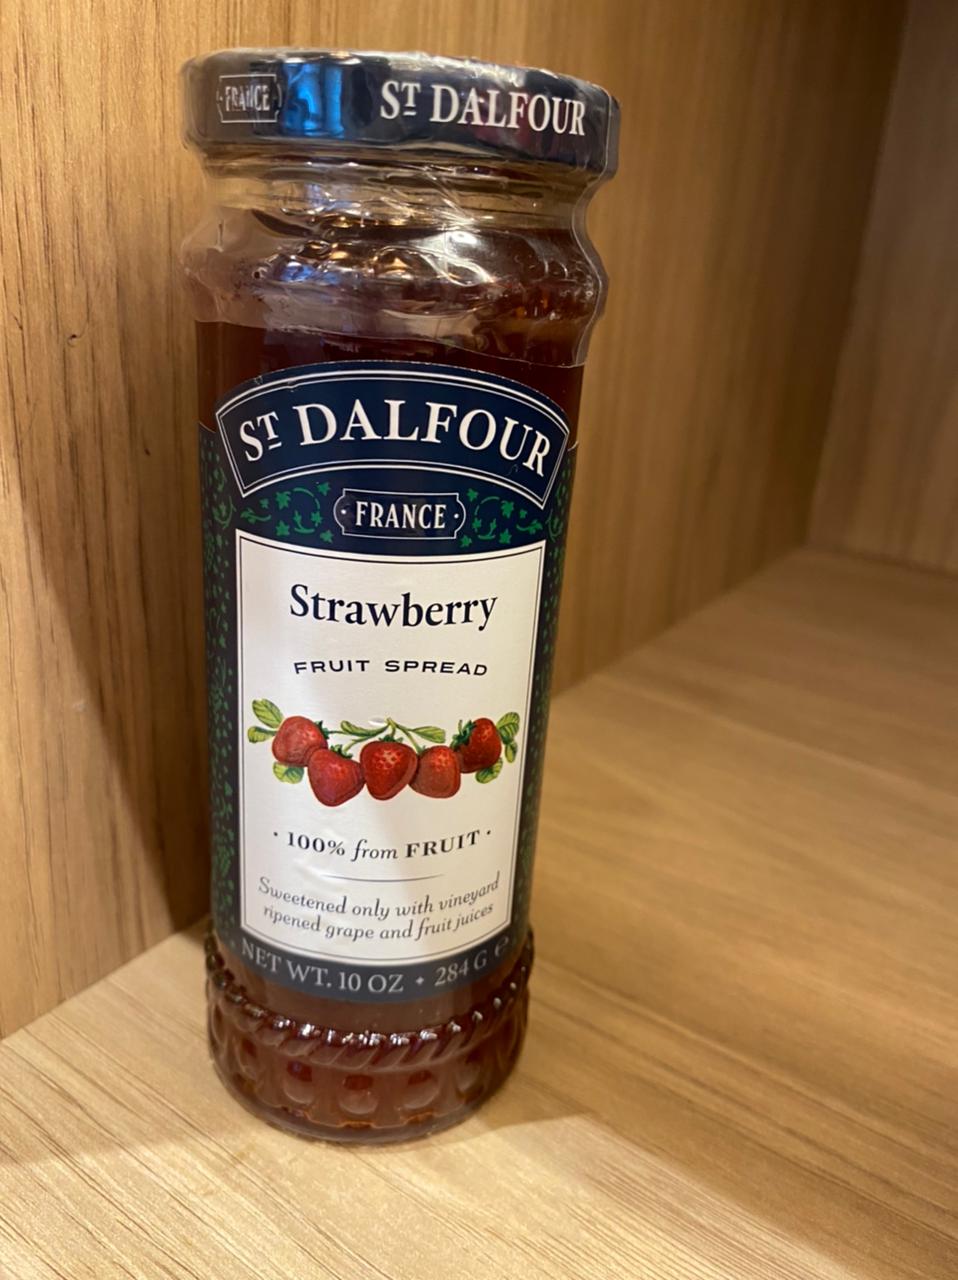 FRANCE
ST DALFOUR
ST DALFOUR
FRANCE
Strawberry
FRUIT SPREAD
· 100% from FRUIT ·
Sweetened only with vineyard
ripened grape and fruit juices
NET WT. 10 OZ • 284 G ℮